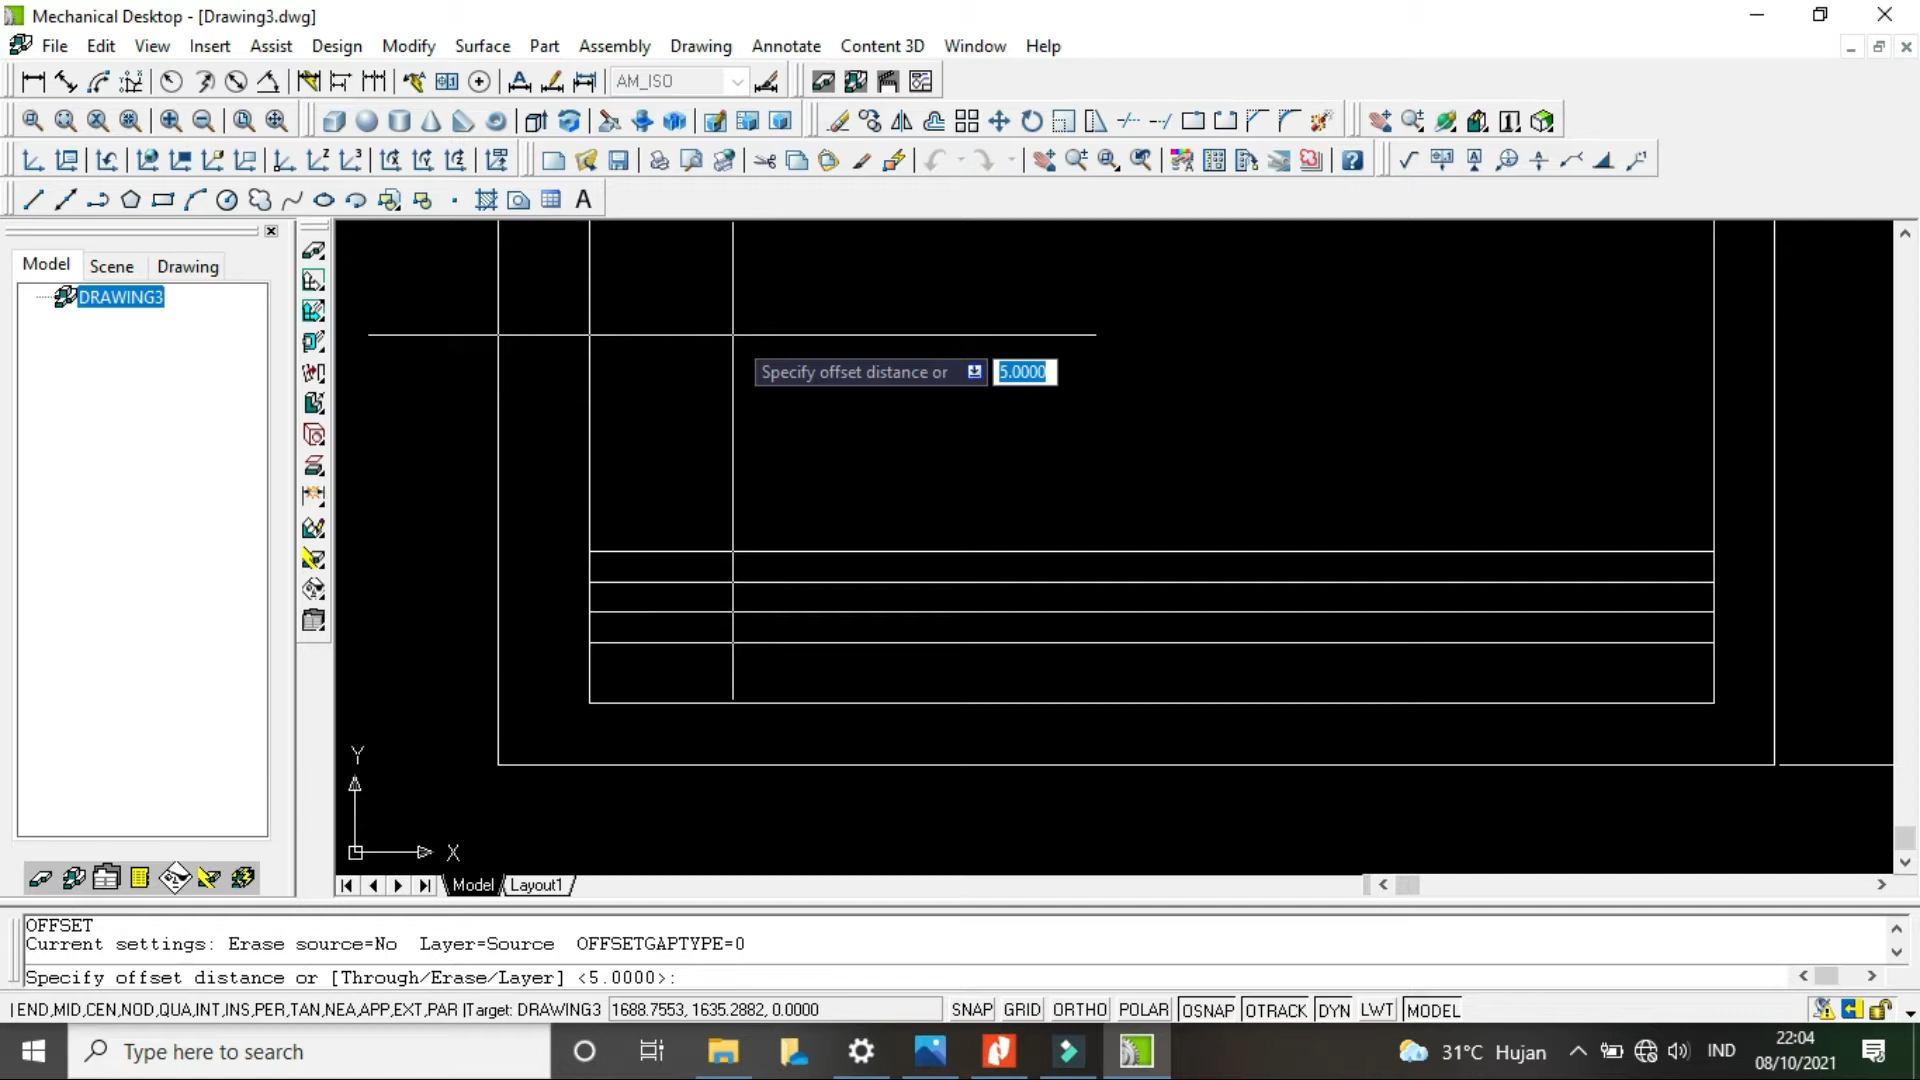 Mechanical Desktop - [Drawing3.dwg]
File Edit View Insert Assist Design Modify Surface Part Assembly Drawing Annotate Content 3D Window Help
AM_ISO
Model Scene Drawing
DRAWING3
Specify offset distance or 5.0000
Y
X
Model Layout1
OFFSET
Current settings: Erase source=No Layer=Source OFFSETGAPTYPE=0
Specify offset distance or [Through/Erase/Layer] <5.0000>:
|END,MID,CEN,NOD,QUA,INT,INS,PER,TAN,NEA,APP,EXT,PAR |Target: DRAWING3 1688.7553, 1635.2882, 0.0000 SNAP GRID ORTHO POLAR OSNAP OTRACK DYN LWT MODEL
Type here to search
31°C Hujan
IND
22:04
08/10/2021